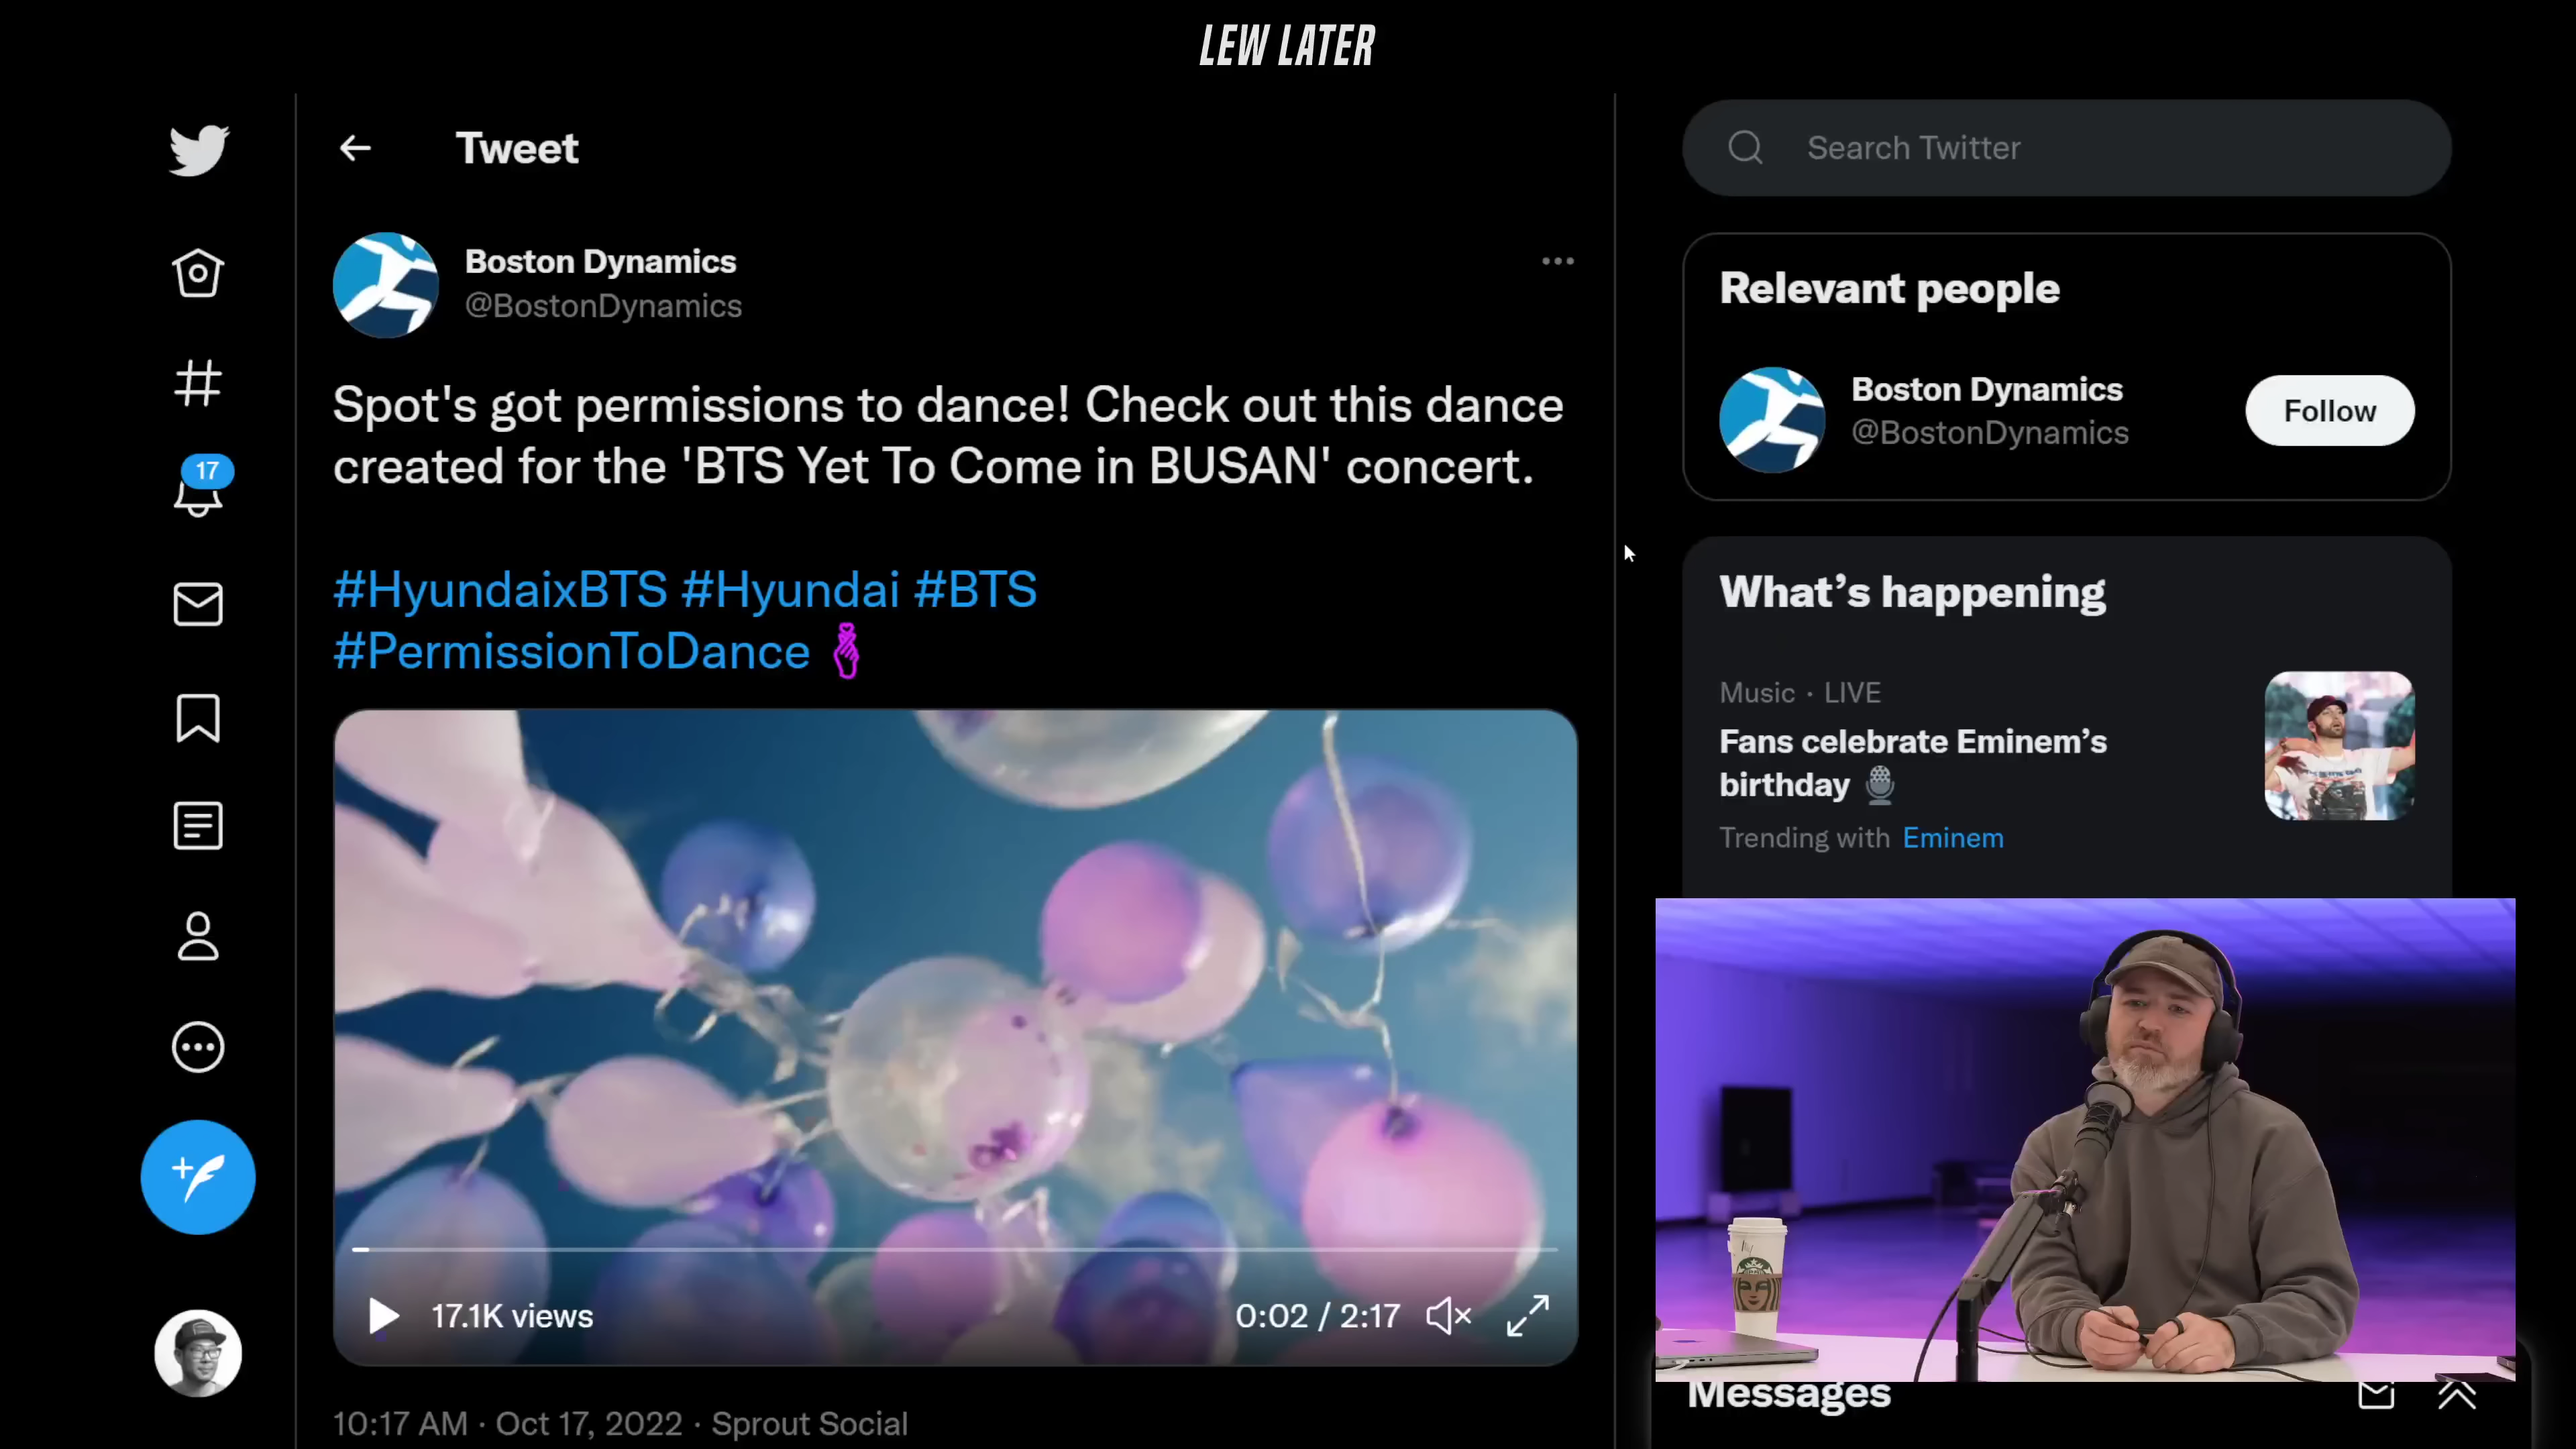 LEW LATER
Tweet
Boston Dynamics
@BostonDynamics
Spot's got permissions to dance! Check out this dance
created for the 'BTS Yet To Come in BUSAN' concert.
#HyundaixBTS #Hyundai #BTS
#PermissionToDance
17.1K views
0:02 / 2:17
10:17 AM · Oct 17, 2022 · Sprout Social
17
Search Twitter
Relevant people
Boston Dynamics
@BostonDynamics
Follow
What's happening
Music · LIVE
Fans celebrate Eminem's
birthday
Trending with Eminem
Messages